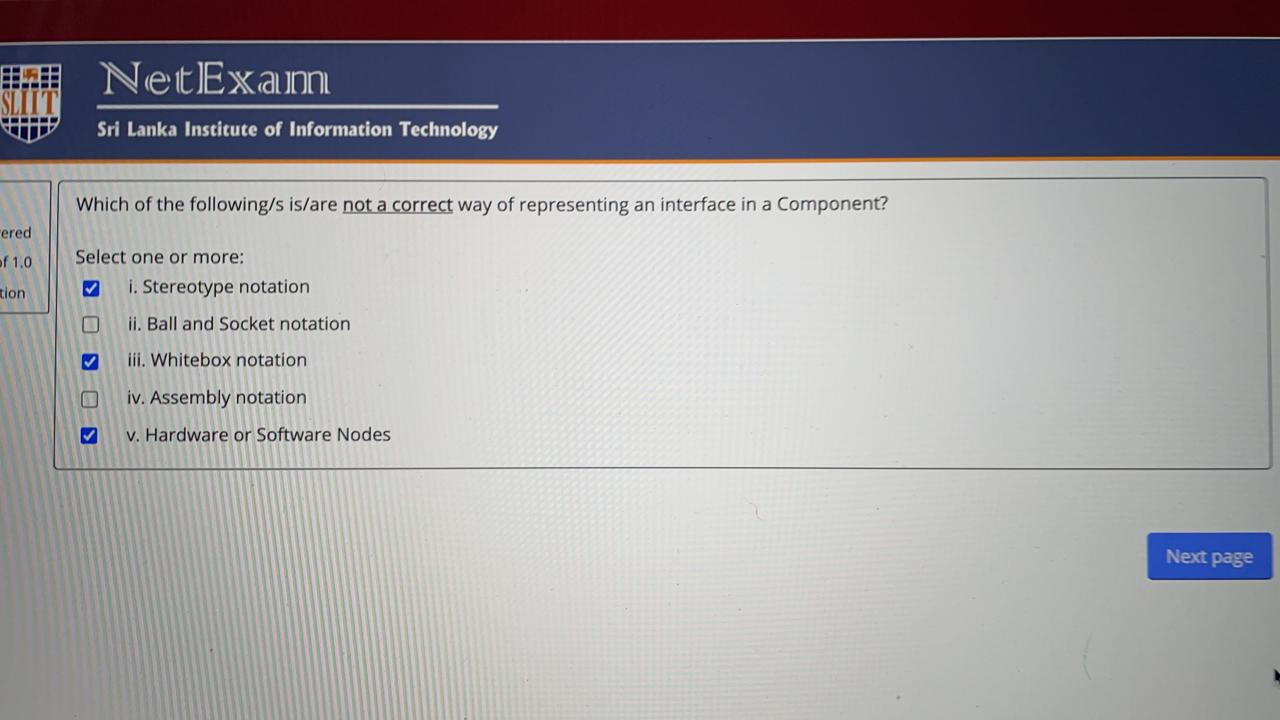 SLIIT
NetExam
Sri Lanka Institute of Information Technology
ered
of 1.0
tion
Which of the following/s is/are not a correct way of representing an interface in a Component?
Select one or more:
i. Stereotype notation
ii. Ball and Socket notation
iii. Whitebox notation
iv. Assembly notation
v. Hardware or Software Nodes
Next page